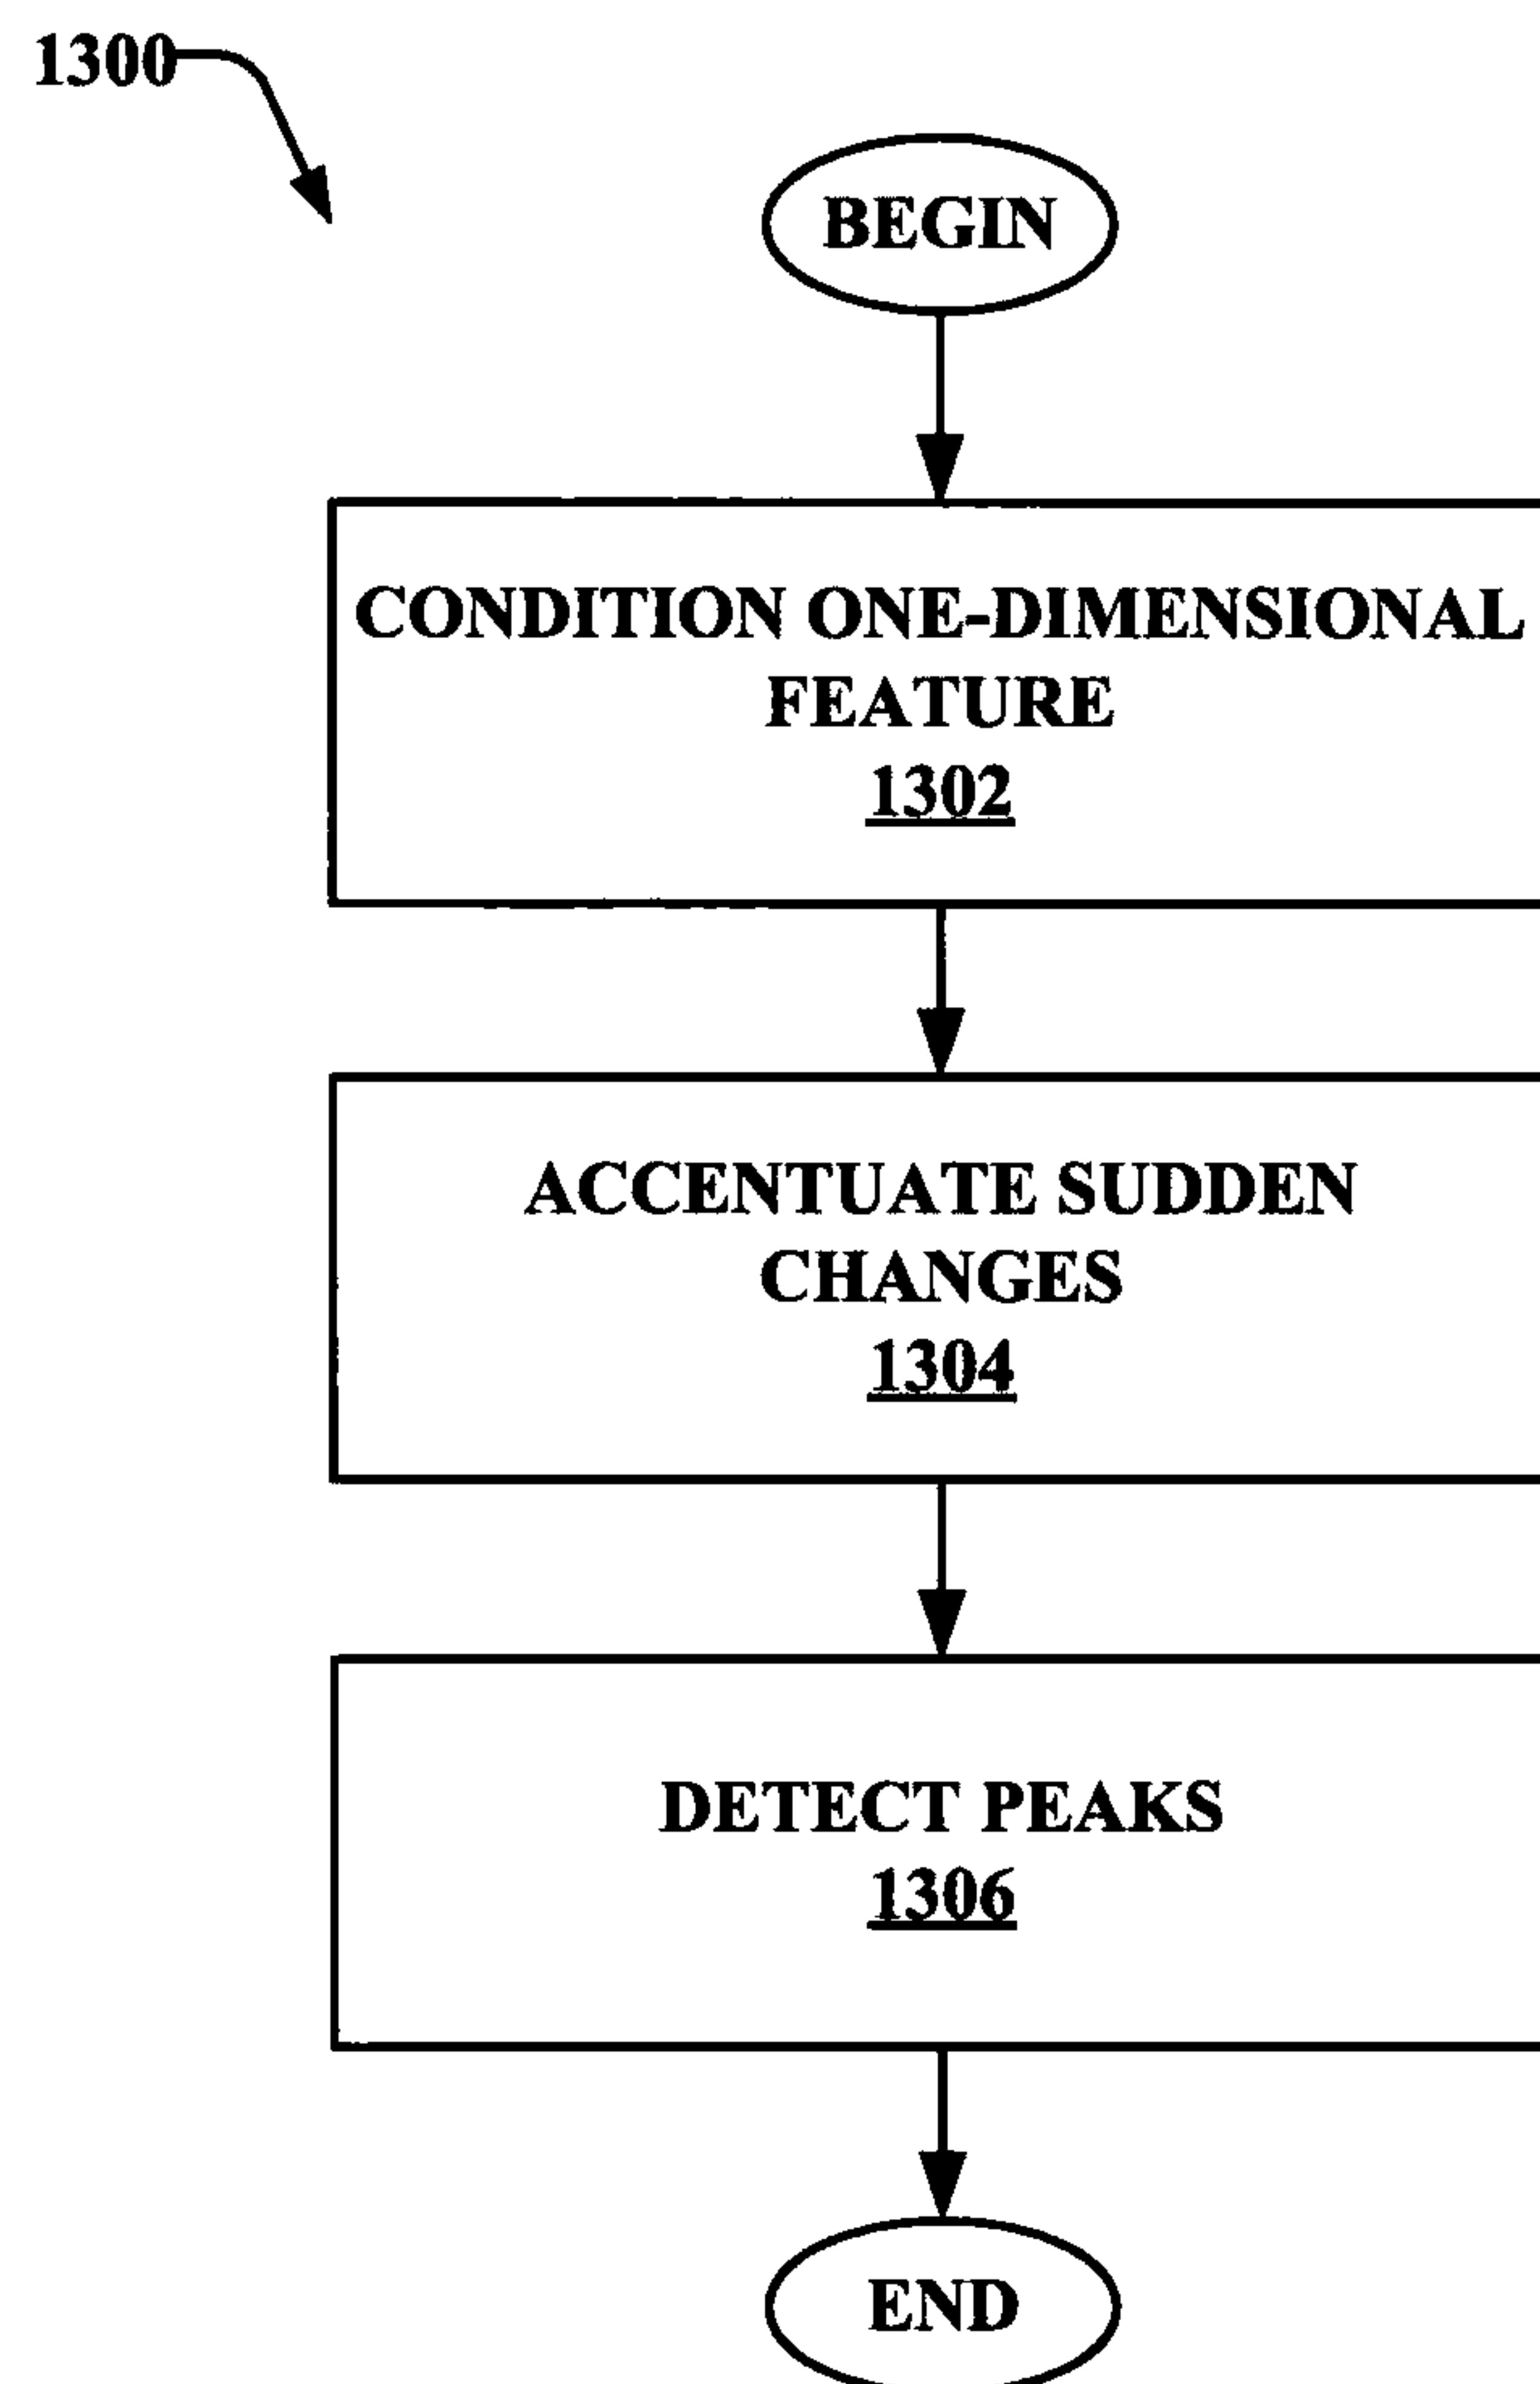 1300
BEGIN
CONDITION ONE-DIMENSIONAL
FEATURE
1302
ACCENTUATE SUDDEN
CHANGES
1304
DETECT PEAKS
1306
END